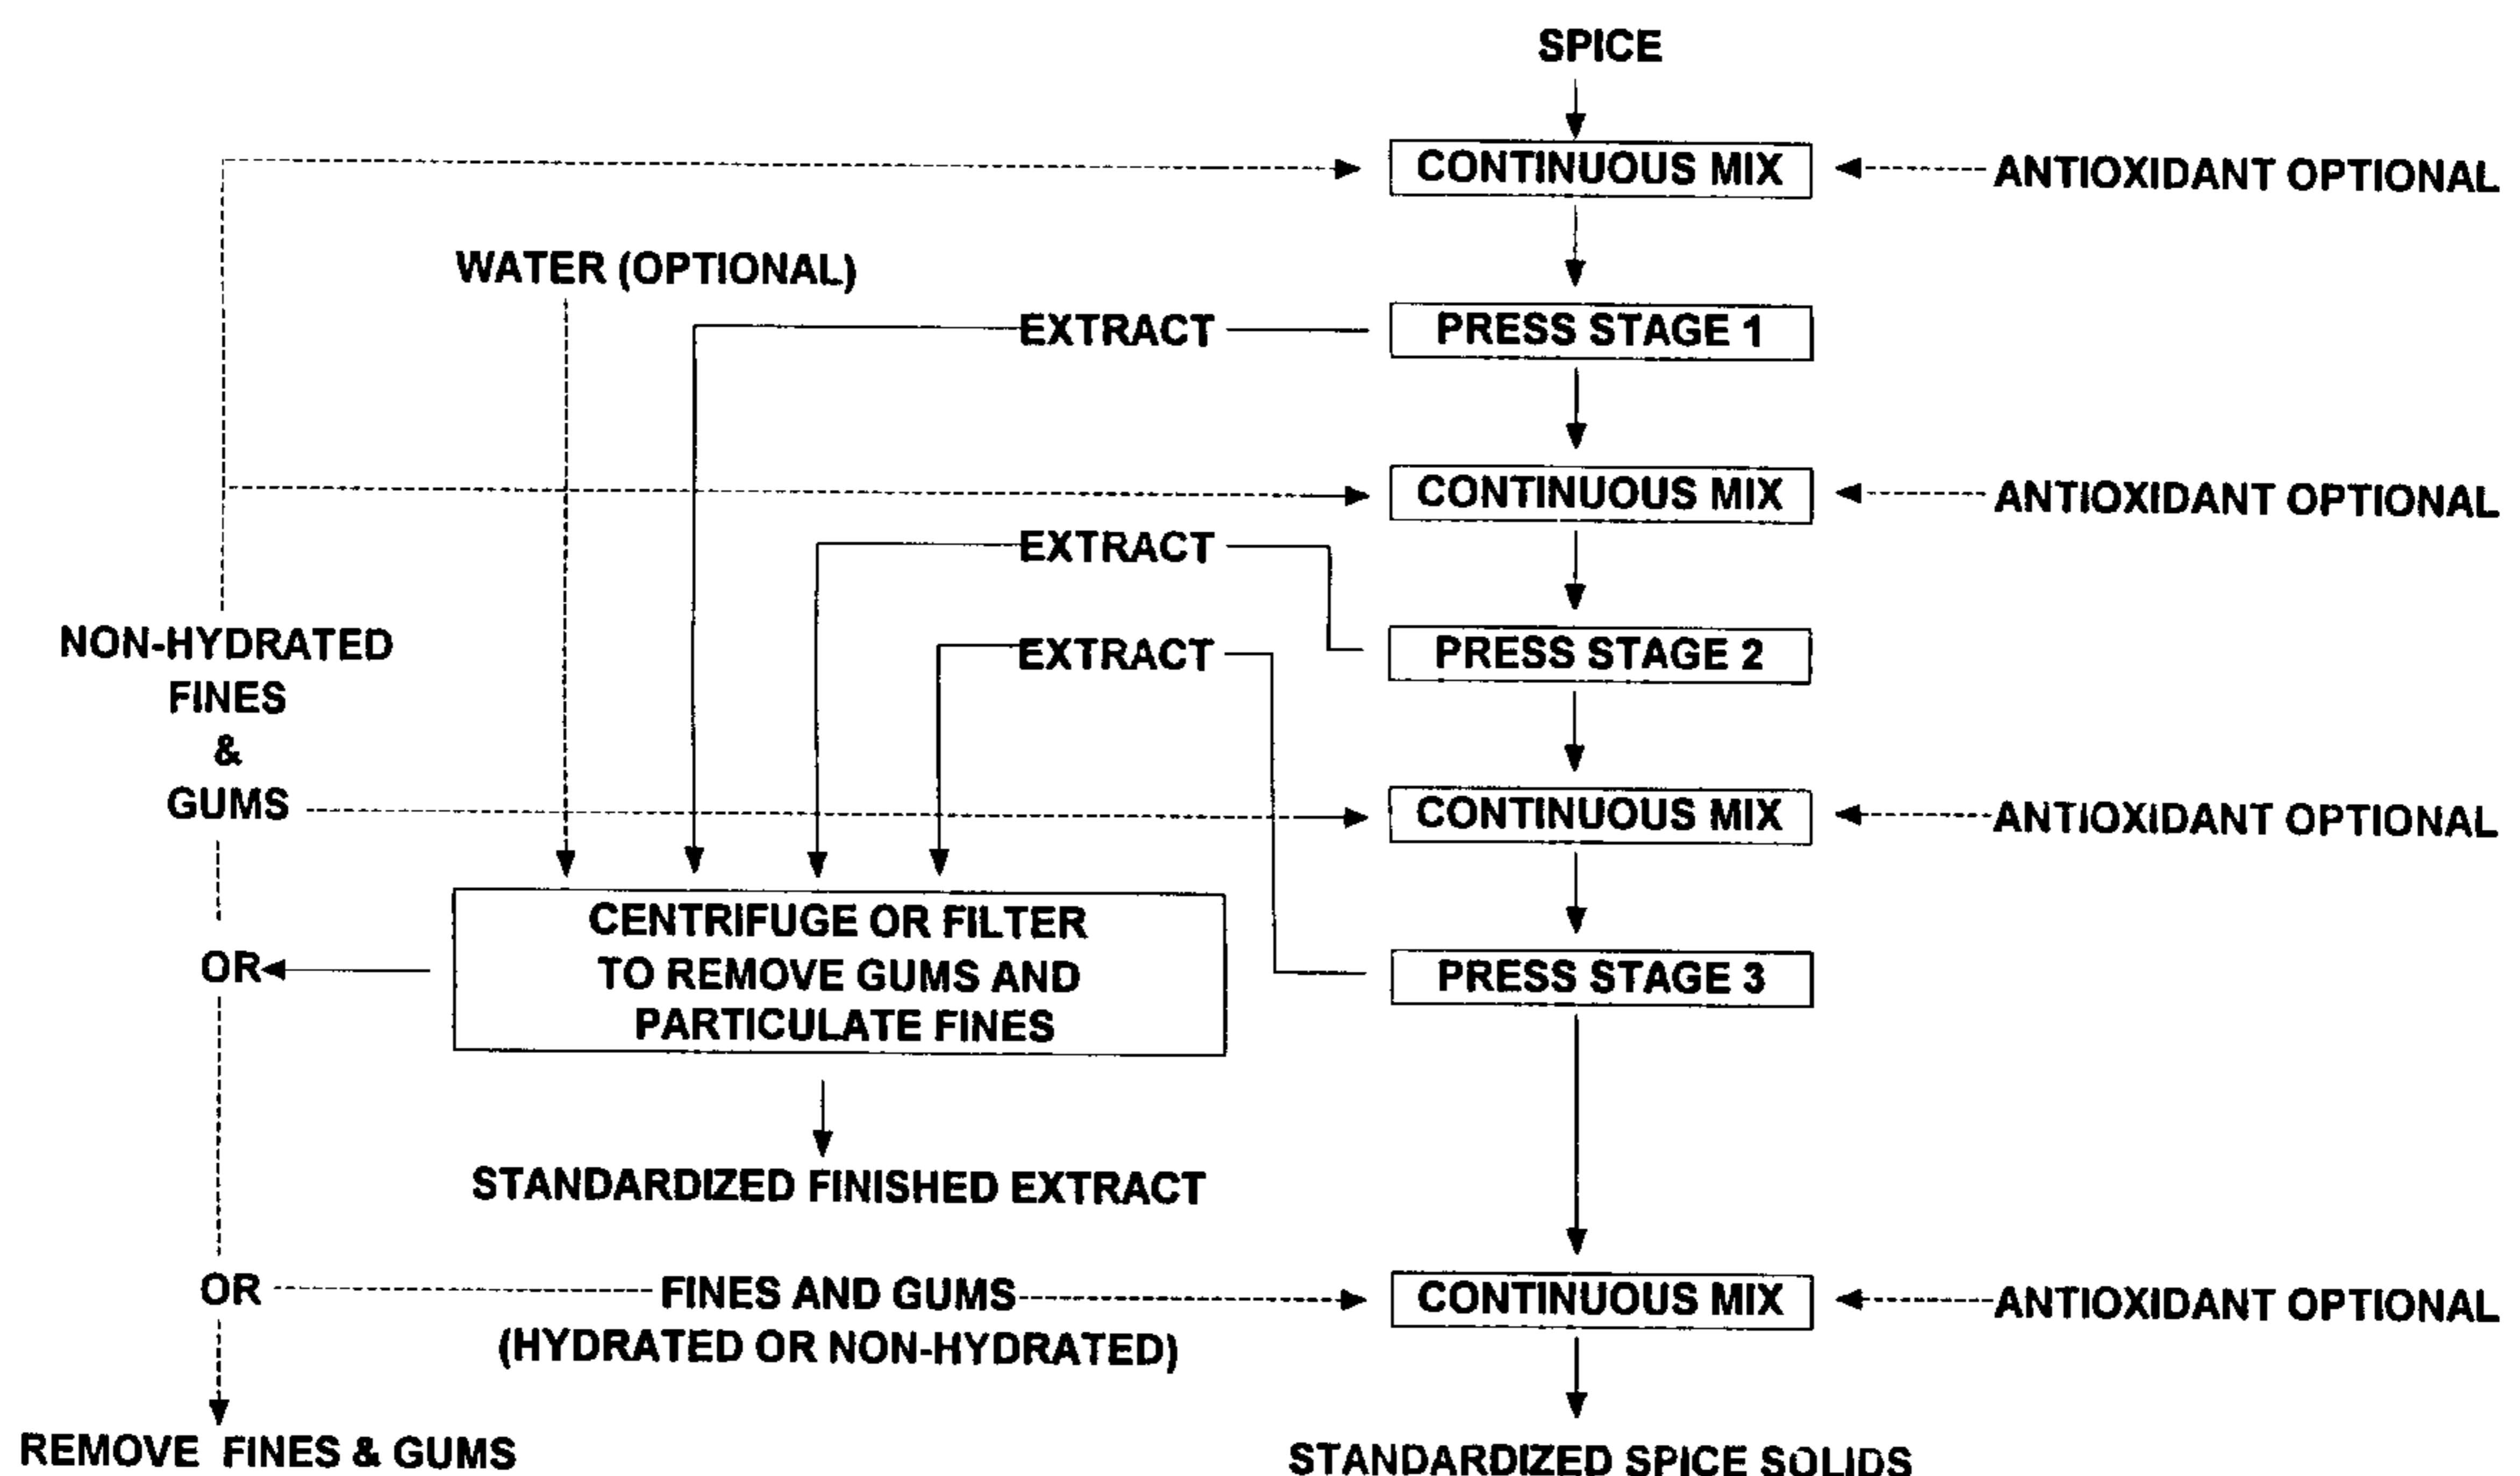 SPICE
CONTINUOUS MIX
ANTIOXIDANT OPTIONAL
WATER (OPTIONAL)
EXTRACT
PRESS STAGE 1
CONTINUOUS MIX
ANTIOXIDANT OPTIONAL
EXTRACT
NON-HYDRATED
FINES
&
GUMS
EXTRACT
PRESS STAGE 2
CONTINUOUS MIX
ANTIOXIDANT OPTIONAL
CENTRIFUGE OR FILTER
TO REMOVE GUMS AND
PARTICULATE FINES
OR
PRESS STAGE 3
STANDARDIZED FINISHED EXTRACT
OR
FINES AND GUMS
(HYDRATED OR NON-HYDRATED)
CONTINUOUS MIX
ANTIOXIDANT OPTIONAL
REMOVE FINES & GUMS
STANDARDIZED SPICE SOLIDS